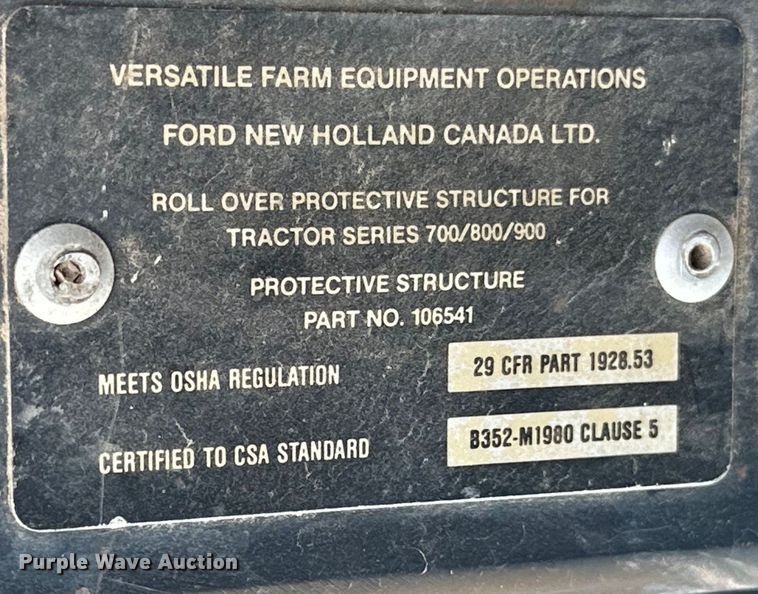 VERSATILE FARM EQUIPMENT OPERATIONS
FORD NEW HOLLAND CANADA LTD.
ROLL OVER PROTECTIVE STRUCTURE FOR
TRACTOR SERIES 700/800/900
PROTECTIVE STRUCTURE
PART NO. 106541
MEETS OSHA REGULATION 29 CFR PART 1928.53
CERTIFIED TO CSA STANDARD B352-M1980 CLAUSE 5
Purple Wave Auction